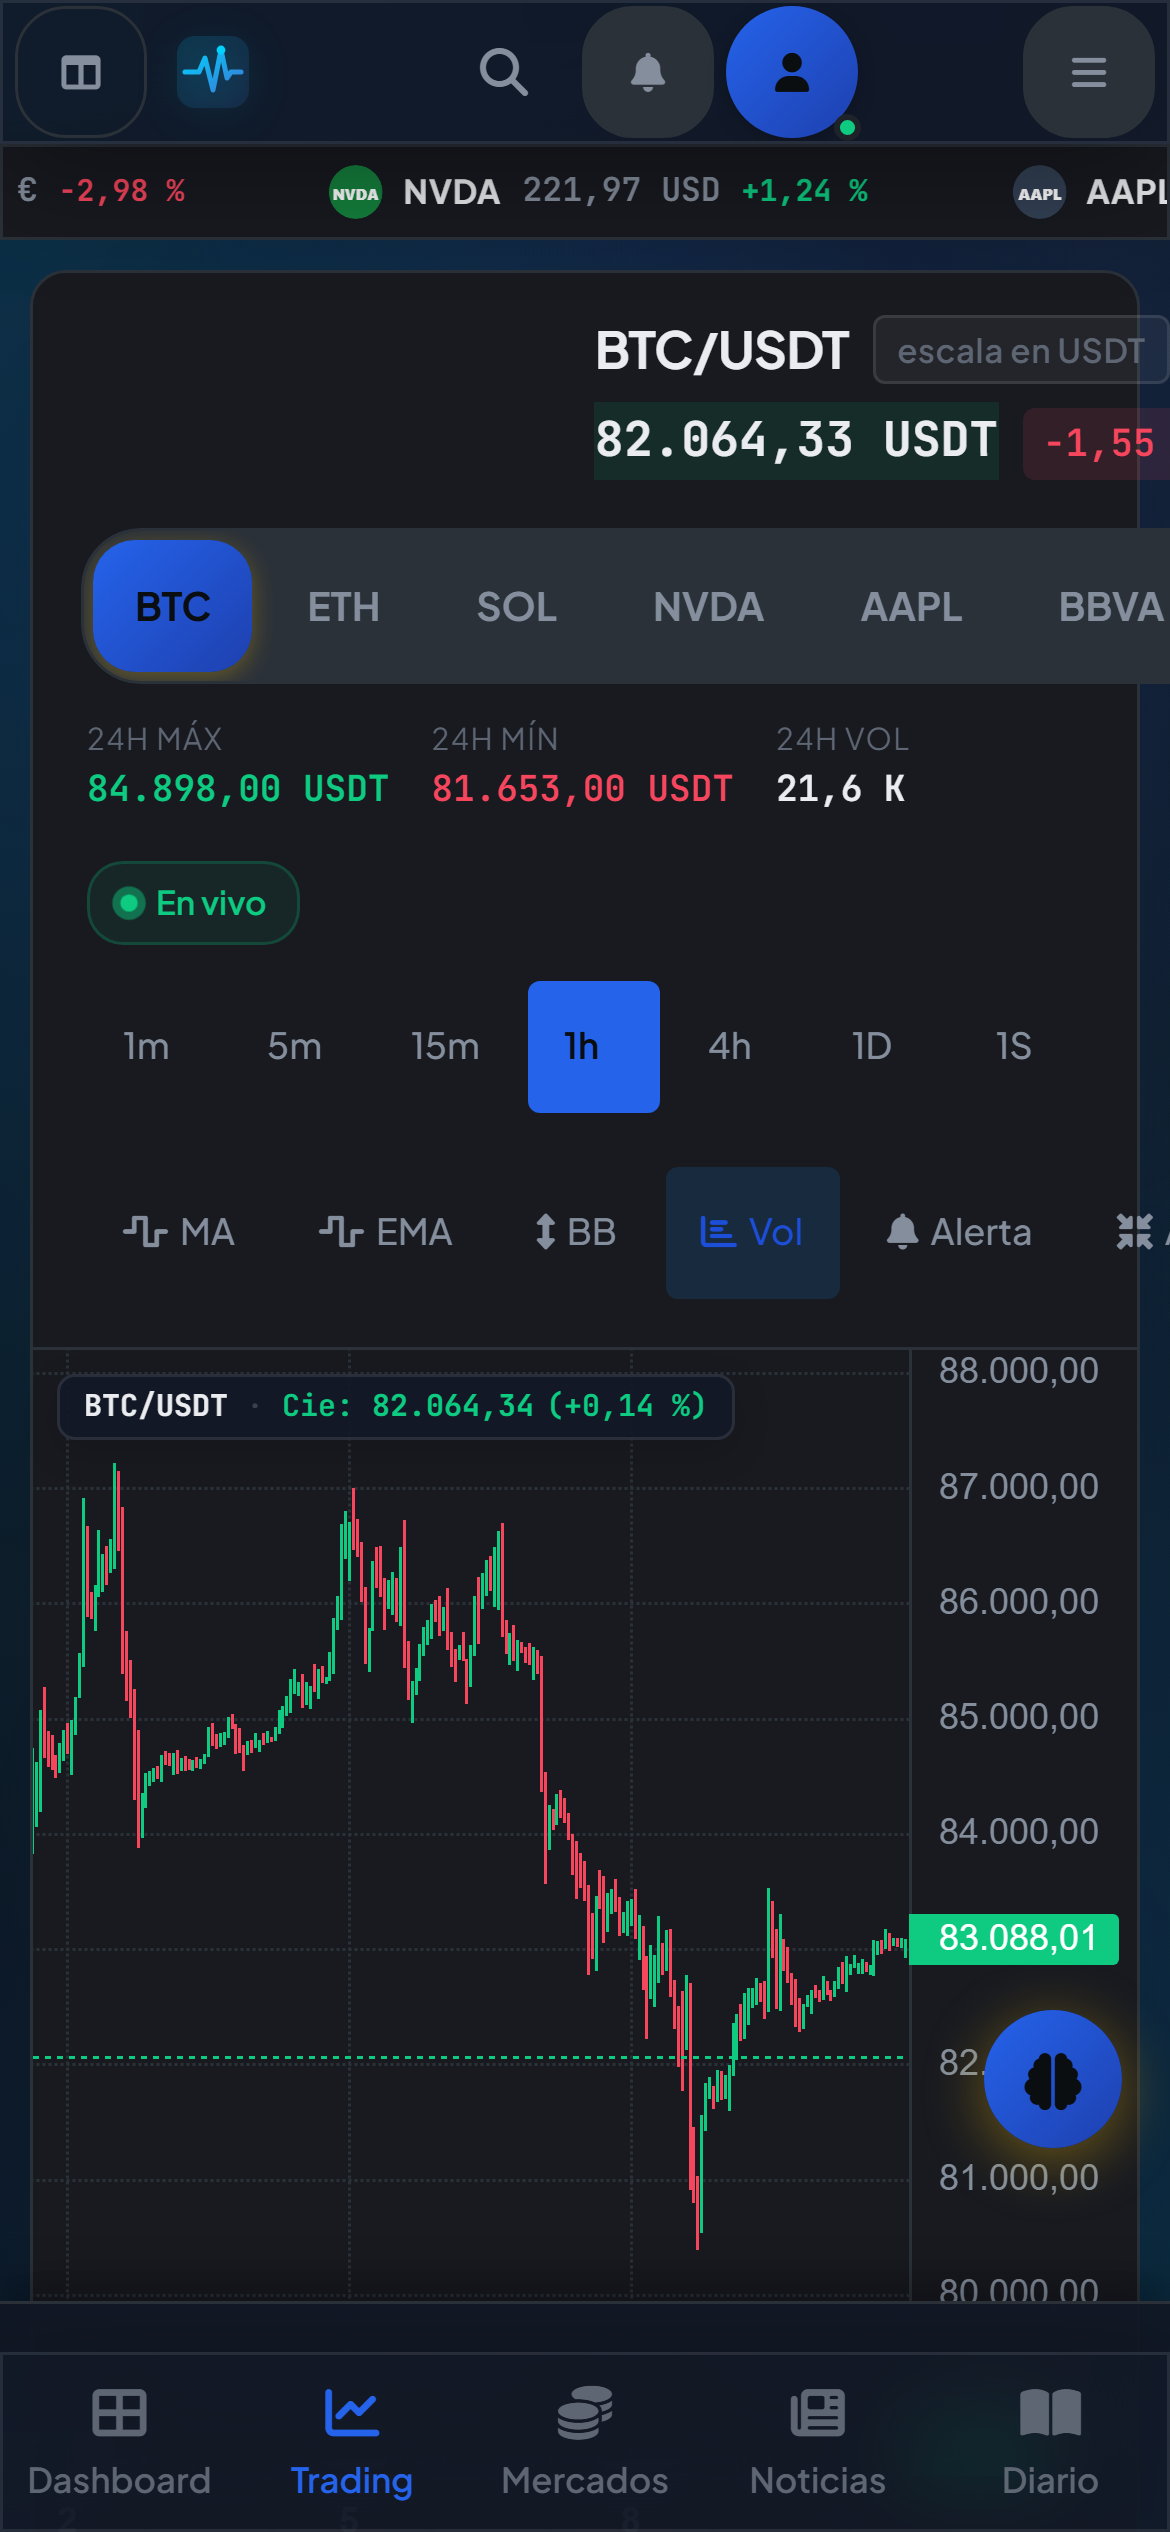 € -2,98 % NVDA NVDA 221,97 USD +1,24 % AAPL AAPL
BTC/USDT escala en USDT
82.064,33 USDT -1,55
BTC ETH SOL NVDA AAPL BBVA
24H MÁX 24H MÍN 24H VOL
84.898,00 USDT 81.653,00 USDT 21,6 K
En vivo
1m 5m 15m 1h 4h 1D 1S
MA EMA BB Vol Alerta
88.000,00
BTC/USDT · Cie: 82.064,34 (+0,14 %)
87.000,00
86.000,00
85.000,00
84.000,00
83.088,01
82.
81.000,00
80.000,00
Dashboard Trading Mercados Noticias Diario
2 5 8